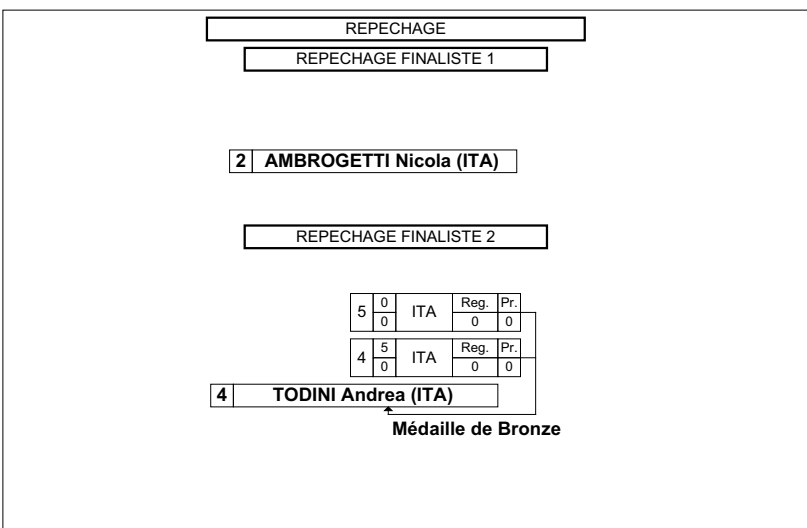 REPECHAGE
REPECHAGE FINALISTE 1
2 AMBROGETTI Nicola (ITA)
REPECHAGE FINALISTE 2
5 0 ITA Reg. Pr.
0 0 0
4 5 ITA Reg. Pr.
0 0 0
4 TODINI Andrea (ITA)
Médaille de Bronze